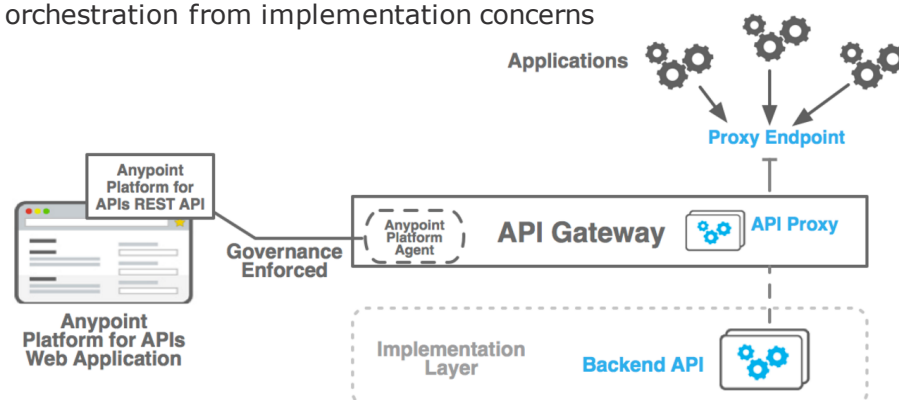 orchestration from implementation concerns
Applications
Proxy Endpoint
Anypoint
Platform for
APIs REST API
Governance
Enforced
Anypoint
Platform
Agent
API Gateway
API Proxy
Anypoint
Platform for APIs
Web Application
Implementation
Layer
Backend API